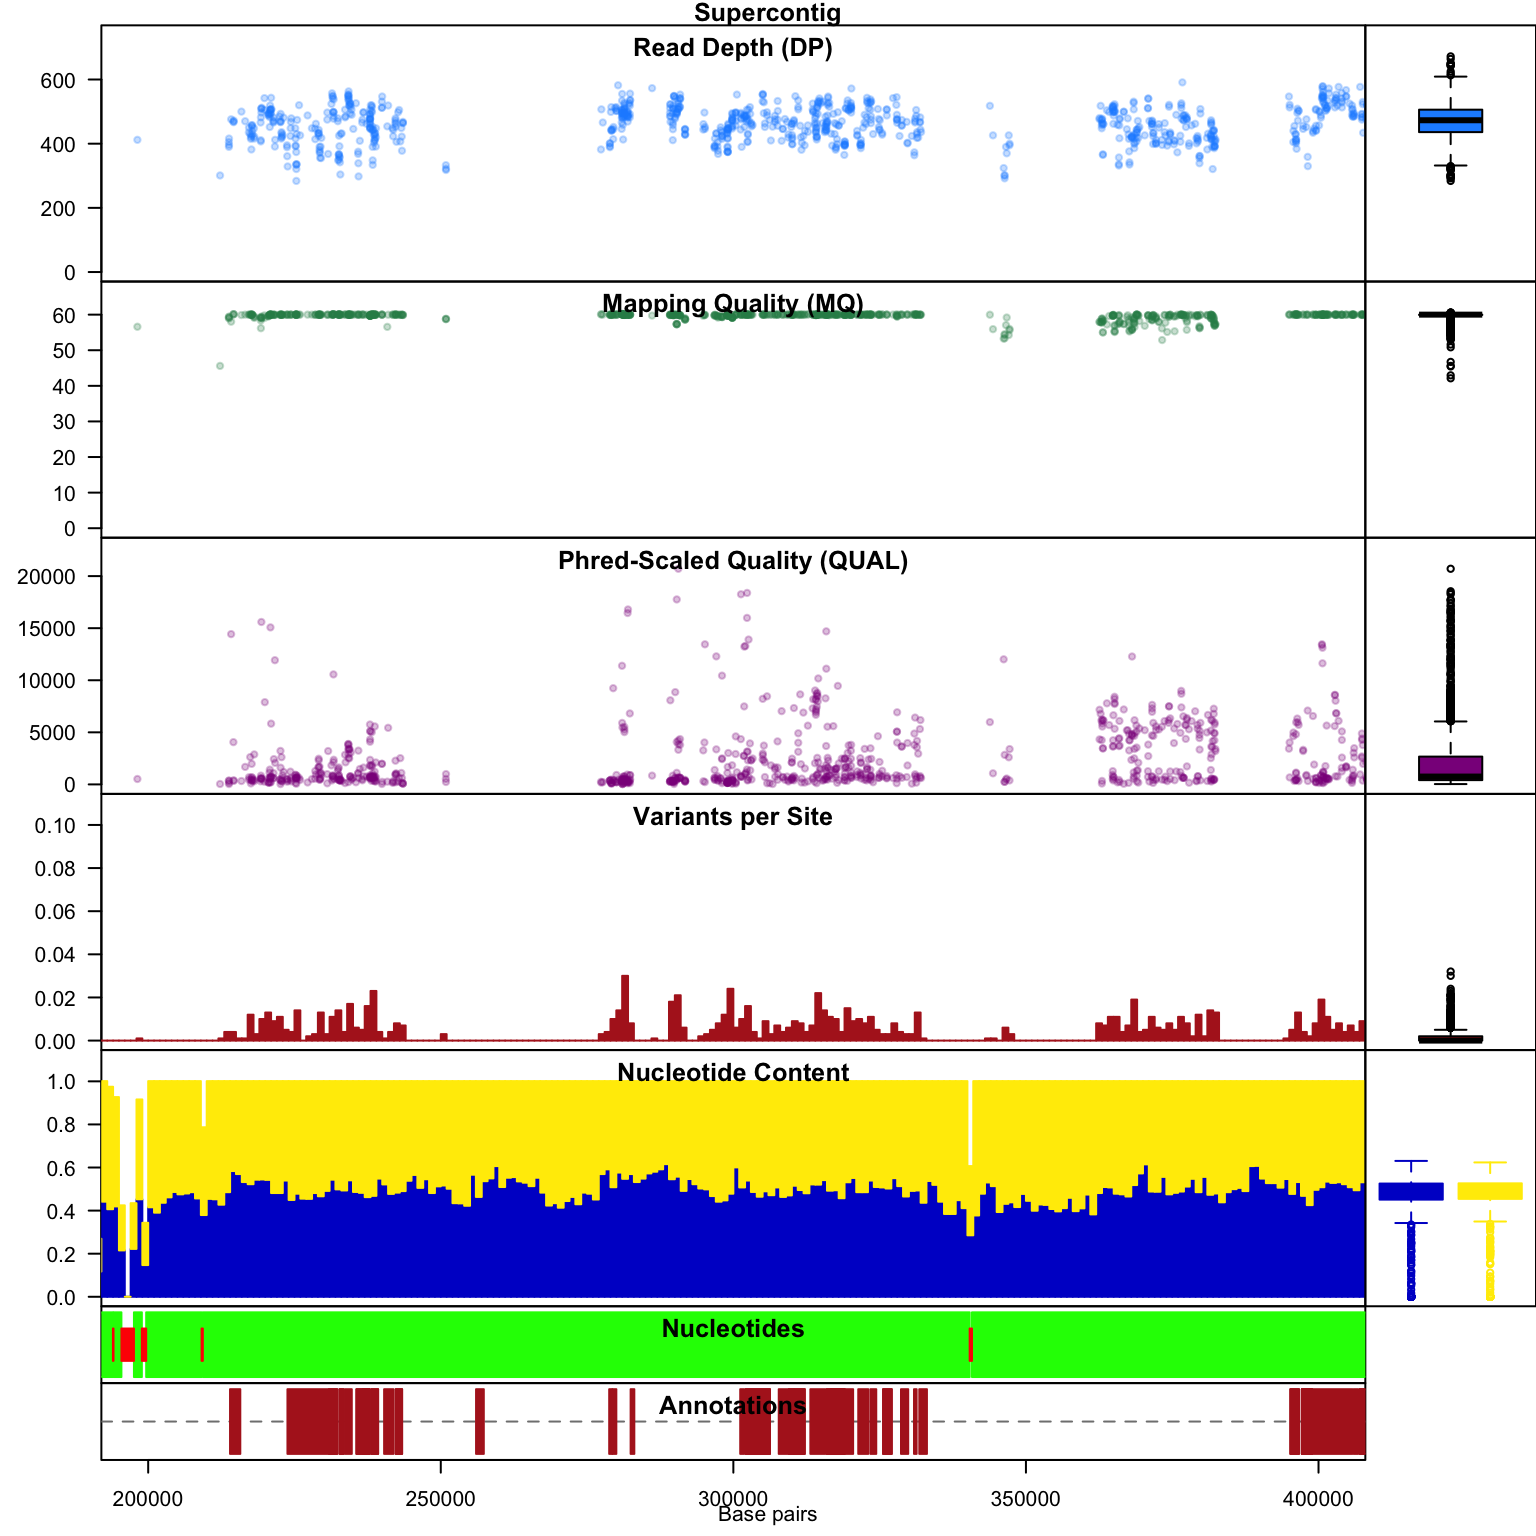 Supercontig
Read Depth (DP)
600
400
200
0
Mapping Quality (MQ)
60
50
40
30
20
10
0
Phred-Scaled Quality (QUAL)
20000
15000
10000
5000
0
Variants per Site
0.10
0.08
0.06
0.04
0.02
0.00
Nucleotide Content
1.0
0.8
0.6
0.4
0.2
0.0
Nucleotides
Annotations
200000 250000 300000 350000 400000
Base pairs